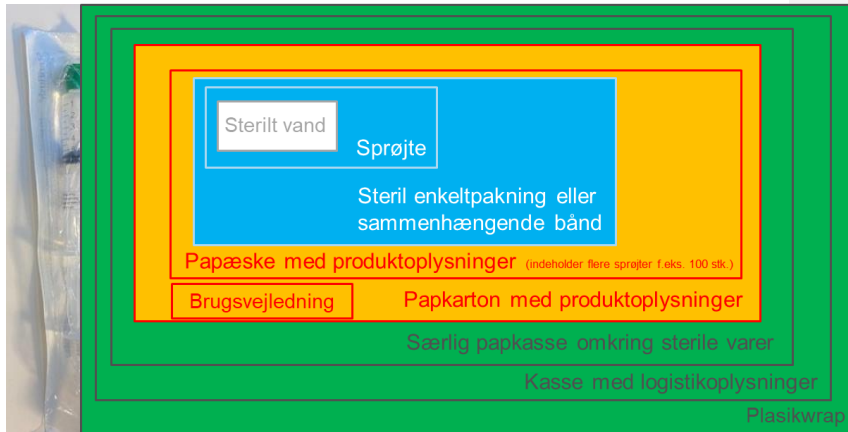 Sterilt vand
Sprøjte
Steril enkeltpakning eller
sammenhængende bånd
Papæske med produktoplysninger (indeholder flere sprøjter f.eks. 100 stk.)
Brugsvejledning
Papkarton med produktoplysninger
Særlig papkasse omkring sterile varer
Kasse med logistikoplysninger
Plasikwrap